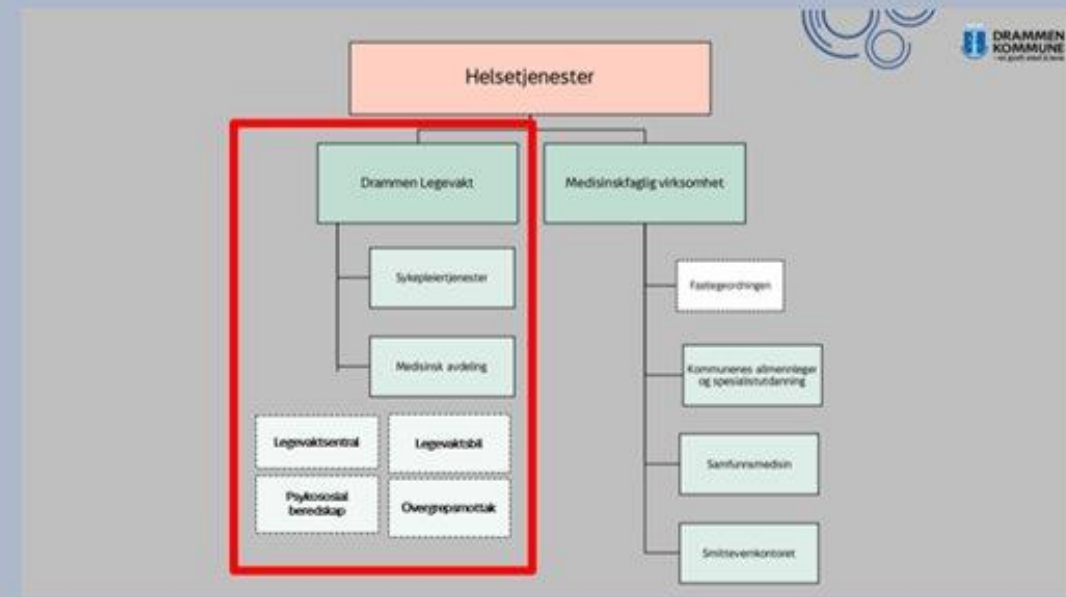 DRAMMEN
KOMMUNE
Helsetjenester
Drammen Legevakt
Medisinskfaglig virksomhet
Sykepleiertjenester
Fastlegeordningen
Medisinsk avdeling
Kommunenes allmennleger
og spesialistutdanning
Legevaktsentral
Legevaktsbil
Samfunnsmedisin
Psykososial
beredskap
Overgrepsmottak
Smittevernkontoret